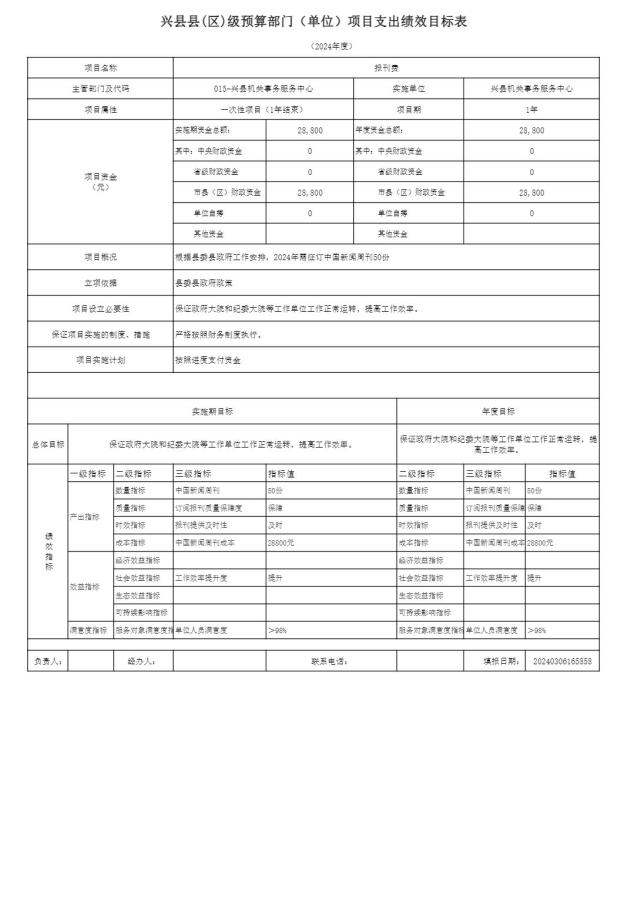 兴县县(区)级预算部门（单位）项目支出绩效目标表
（2024年度）
项目名称 报刊费
主管部门及代码 015-兴县机关事务服务中心 实施单位 兴县机关事务服务中心
项目属性 一次性项目（1年结束） 项目期 1年
项目资金（元） 实施期资金总额: 28,800 年度资金总额: 28,800
其中: 中央财政资金 0 其中: 中央财政资金 0
省级财政资金 0 省级财政资金 0
市县（区）财政资金 28,800 市县（区）财政资金 28,800
单位自筹 0 单位自筹 0
其他资金 其他资金
项目概况 根据县委县政府工作安排, 2024年需征订中国新闻周刊50份
立项依据 县委县政府政策
项目设立必要性 保证政府大院和纪委大院等工作单位工作正常运转, 提高工作效率。
保证项目实施的制度、措施 严格按照财务制度执行。
项目实施计划 按照进度支付资金
实施期目标 年度目标
总体目标 保证政府大院和纪委大院等工作单位工作正常运转, 提高工作效率。 保证政府大院和纪委大院等工作单位工作正常运转, 提高工作效率。
绩效指标 一级指标 二级指标 三级指标 指标值 二级指标 三级指标 指标值
产出指标 数量指标 中国新闻周刊 50份 数量指标 中国新闻周刊 50份
质量指标 订阅报刊质量保障度 保障 质量指标 订阅报刊质量保障 保障
时效指标 报刊提供及时性 及时 时效指标 报刊提供及时性 及时
成本指标 中国新闻周刊成本 28800元 成本指标 中国新闻周刊成本 28800元
效益指标 经济效益指标 经济效益指标
社会效益指标 工作效率提升度 提升 社会效益指标 工作效率提升度 提升
生态效益指标 生态效益指标
可持续影响指标 可持续影响指标
满意度指标 服务对象满意度指 单位人员满意度 >98% 服务对象满意度指标 单位人员满意度 >98%
负责人: 经办人: 联系电话: 填报日期: 20240306165858